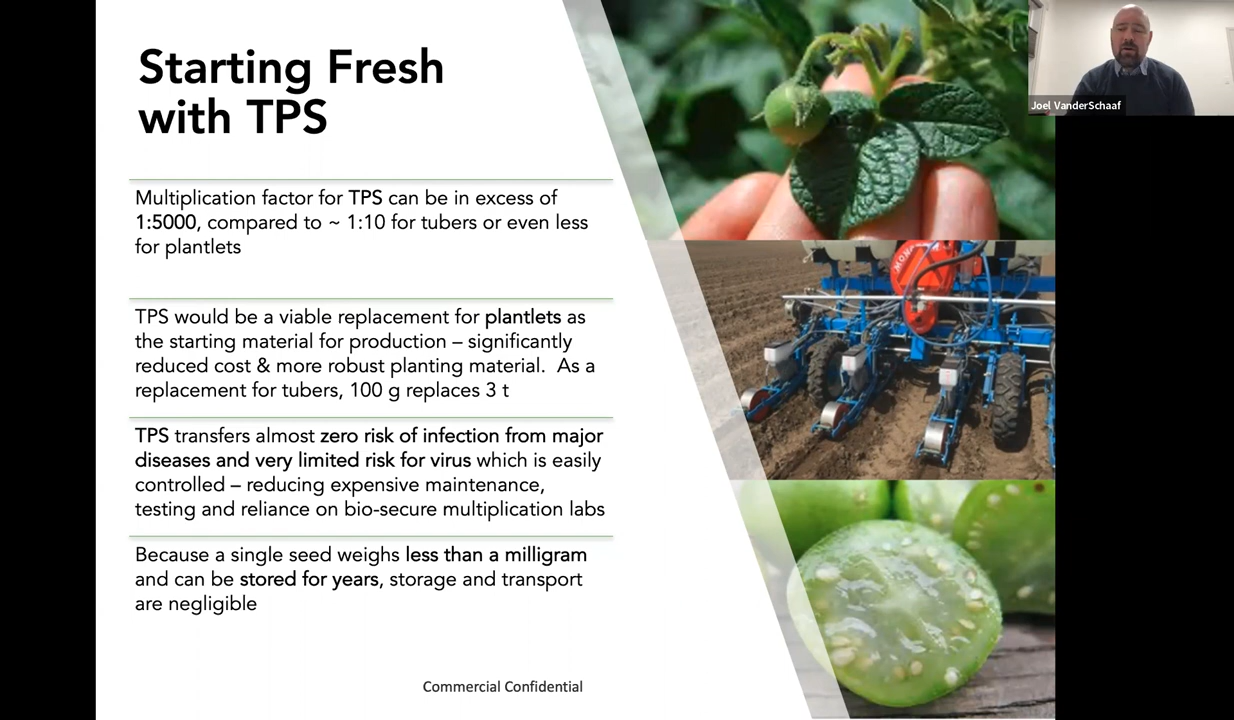 Starting Fresh
with TPS
Multiplication factor for TPS can be in excess of
1:5000, compared to ~ 1:10 for tubers or even less
for plantlets
TPS would be a viable replacement for plantlets as
the starting material for production – significantly
reduced cost & more robust planting material.  As a
replacement for tubers, 100 g replaces 3 t
TPS transfers almost zero risk of infection from major
diseases and very limited risk for virus which is easily
controlled – reducing expensive maintenance,
testing and reliance on bio-secure multiplication labs
Because a single seed weighs less than a milligram
and can be stored for years, storage and transport
are negligible
Commercial Confidential
Joel VanderSchaaf